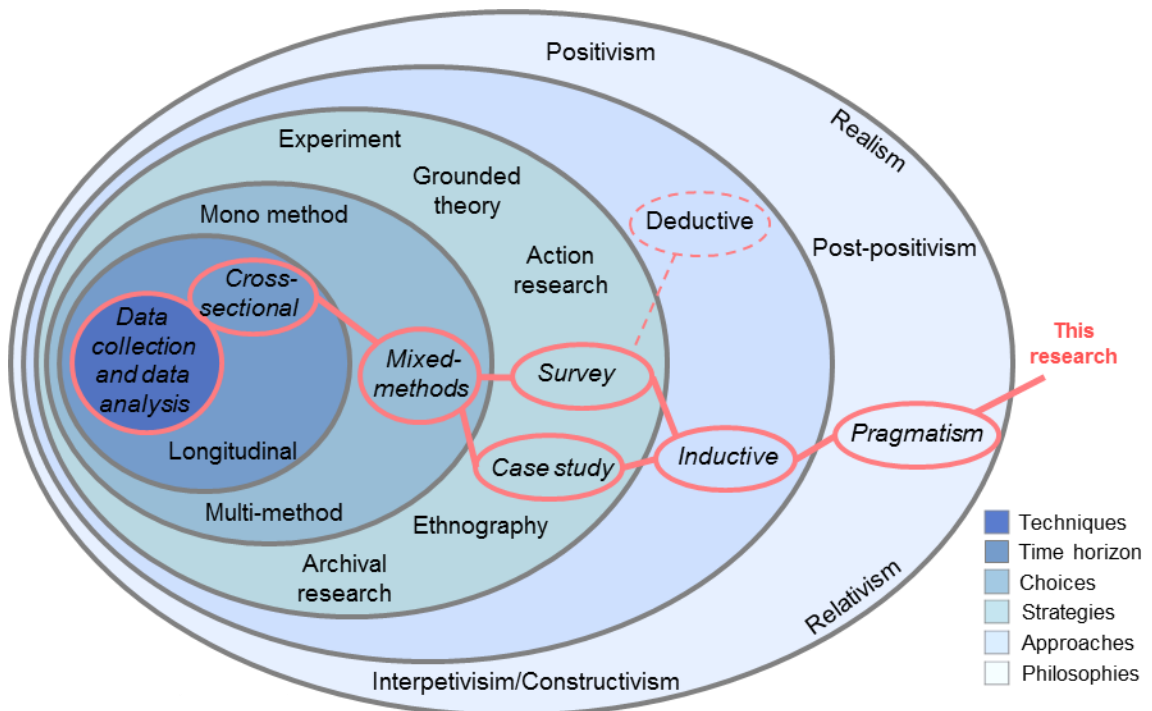 Positivism
Realism
Experiment
Grounded
theory
Mono method
Deductive
Post-positivism
Action
research
Cross-
sectional
Data
collection
and data
analysis
Mixed-
methods
Survey
This
research
Pragmatism
Inductive
Case study
Longitudinal
Multi-method
Ethnography
Archival
research
Relativism
Interpetivisim/Constructivism
Techniques
Time horizon
Choices
Strategies
Approaches
Philosophies